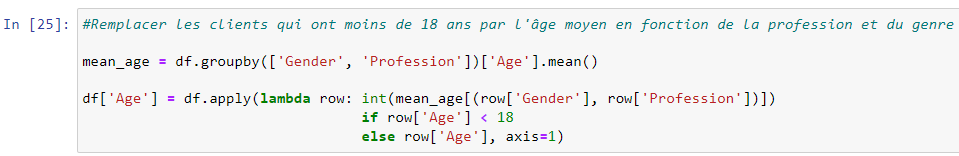 In [25]: #Remplacer les clients qui ont moins de 18 ans par l'âge moyen en fonction de la profession et du genre
mean_age = df.groupby(['Gender', 'Profession'])['Age'].mean()
df['Age'] = df.apply(lambda row: int(mean_age[(row['Gender'], row['Profession'])])
if row['Age'] < 18
else row['Age'], axis=1)